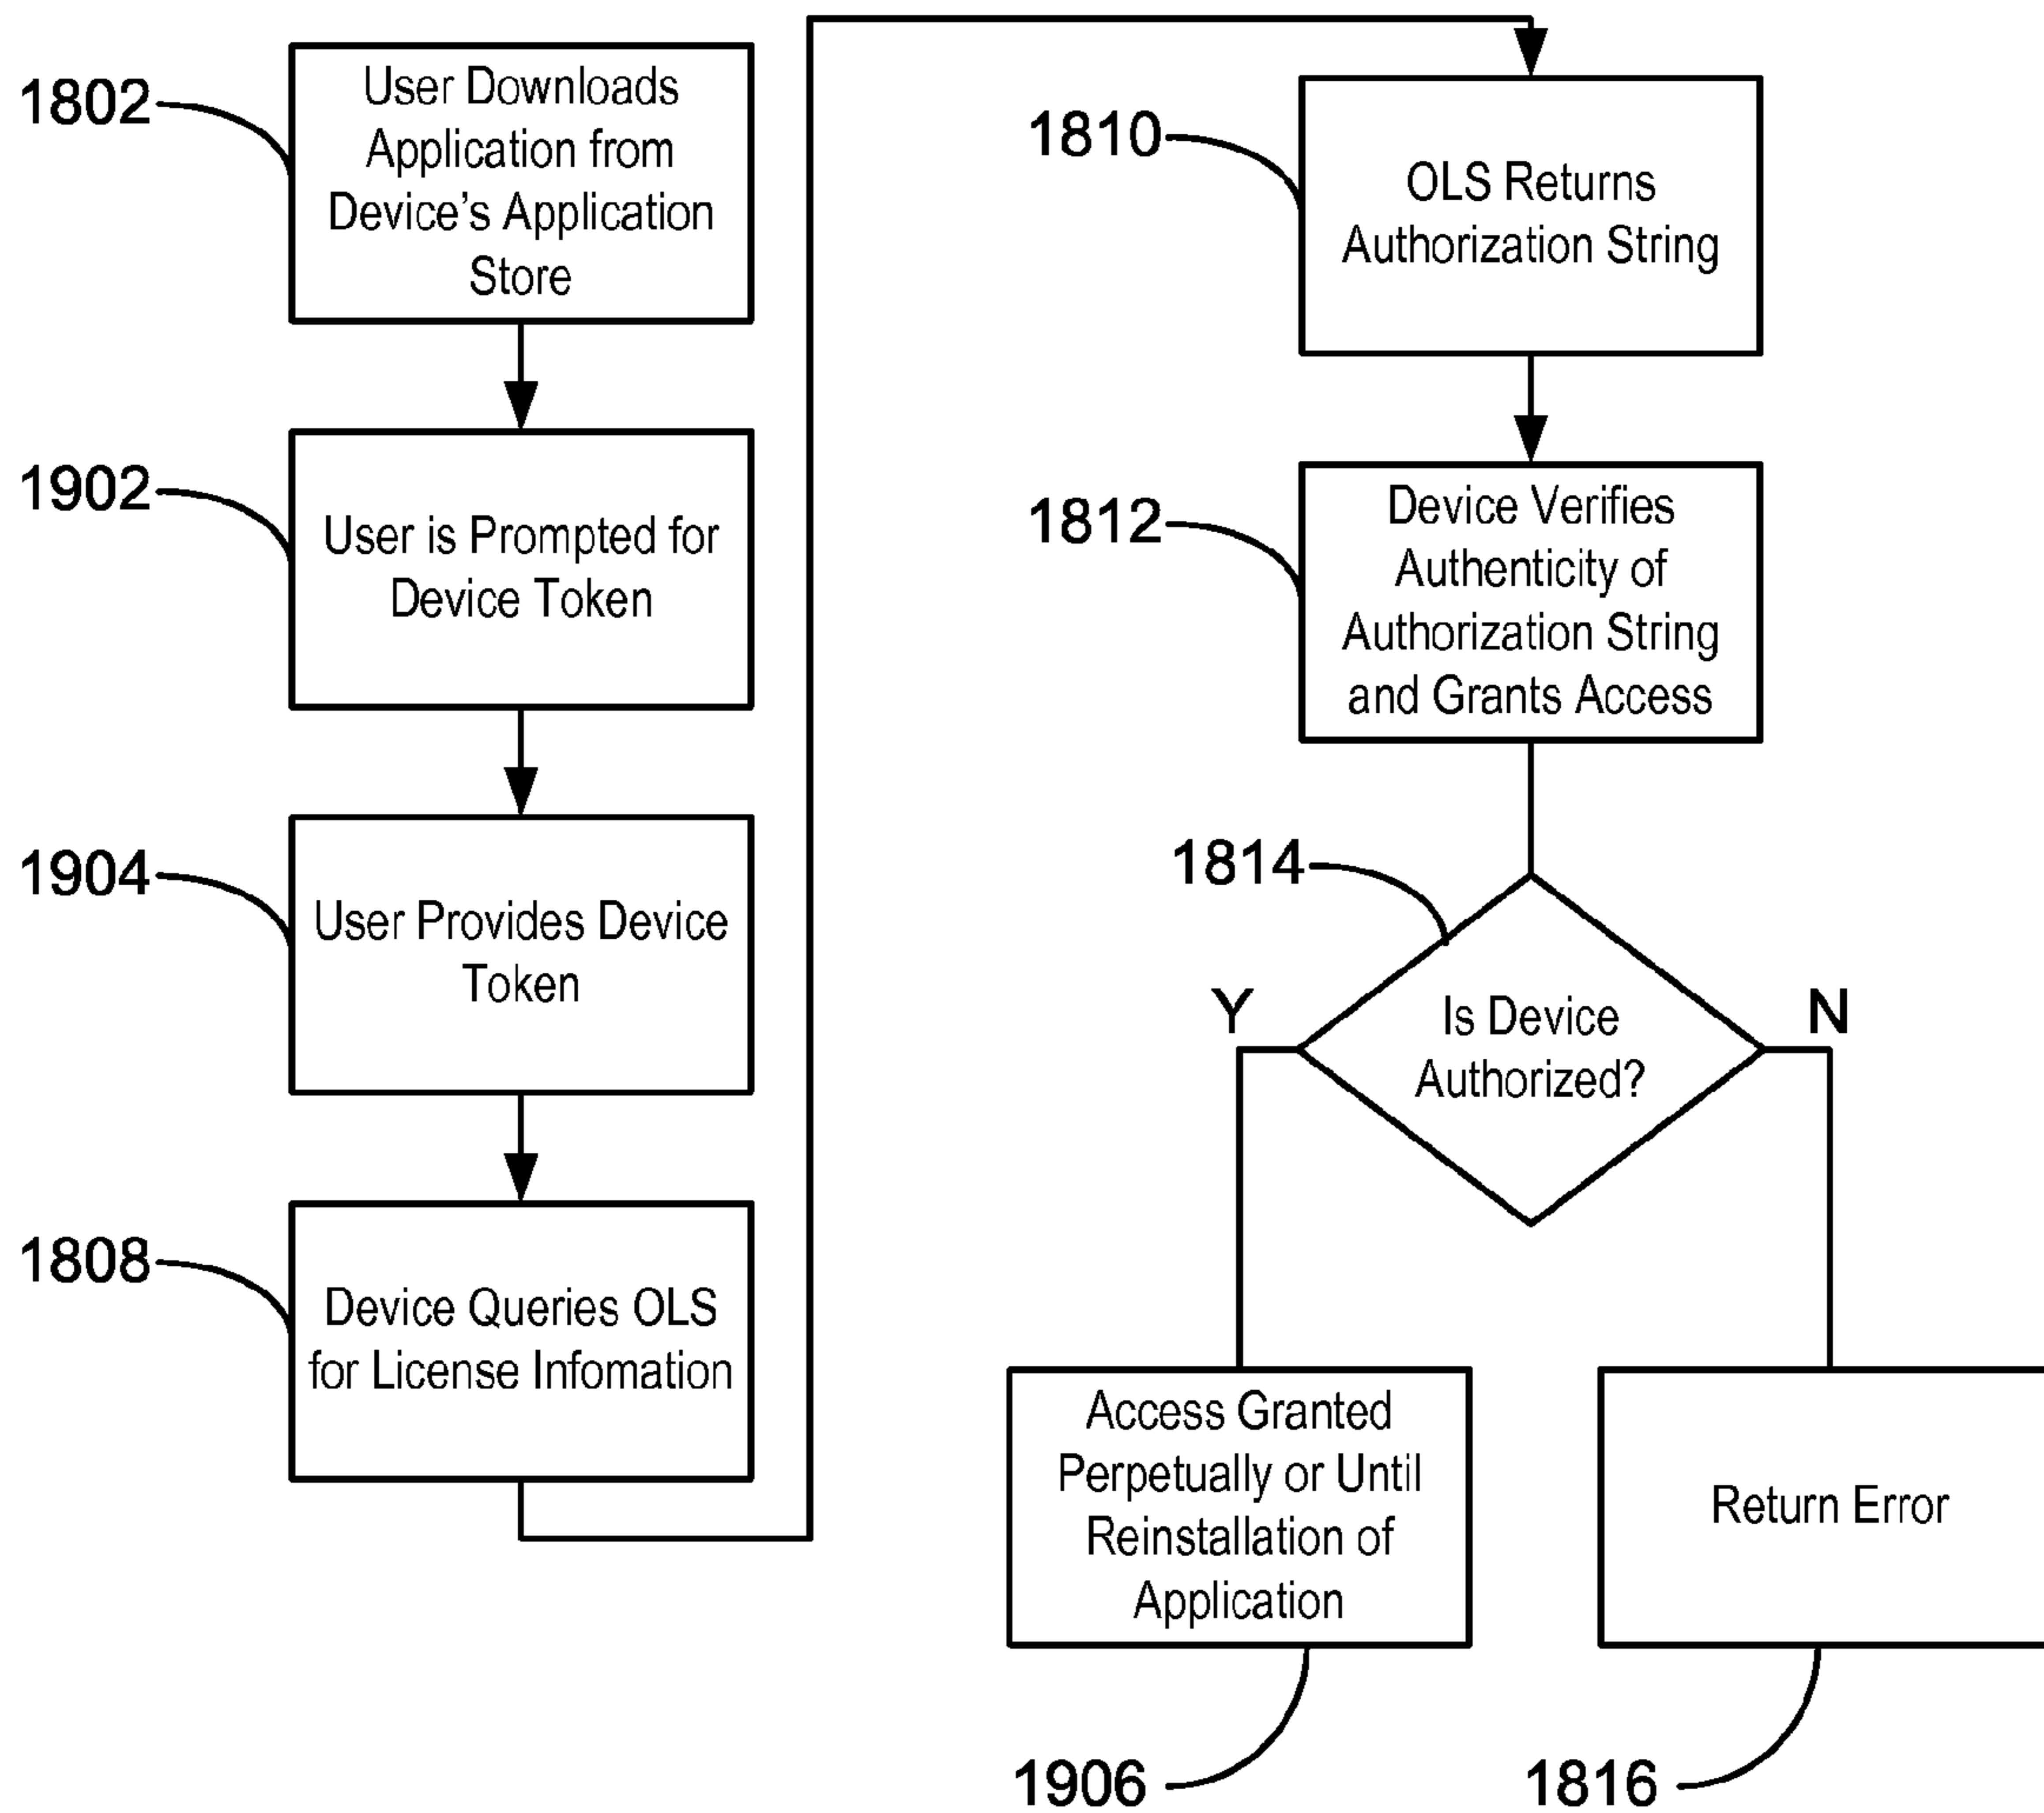 1802
User Downloads
Application from
Device's Application
Store
1902
User is Prompted for
Device Token
1904
User Provides Device
Token
1808
Device Queries OLS
for License Infomation
1810
OLS Returns
Authorization String
1812
Device Verifies
Authenticity of
Authorization String
and Grants Access
1814
Is Device
Authorized?
Y
N
Access Granted
Perpetually or Until
Reinstallation of
Application
1906
Return Error
1816